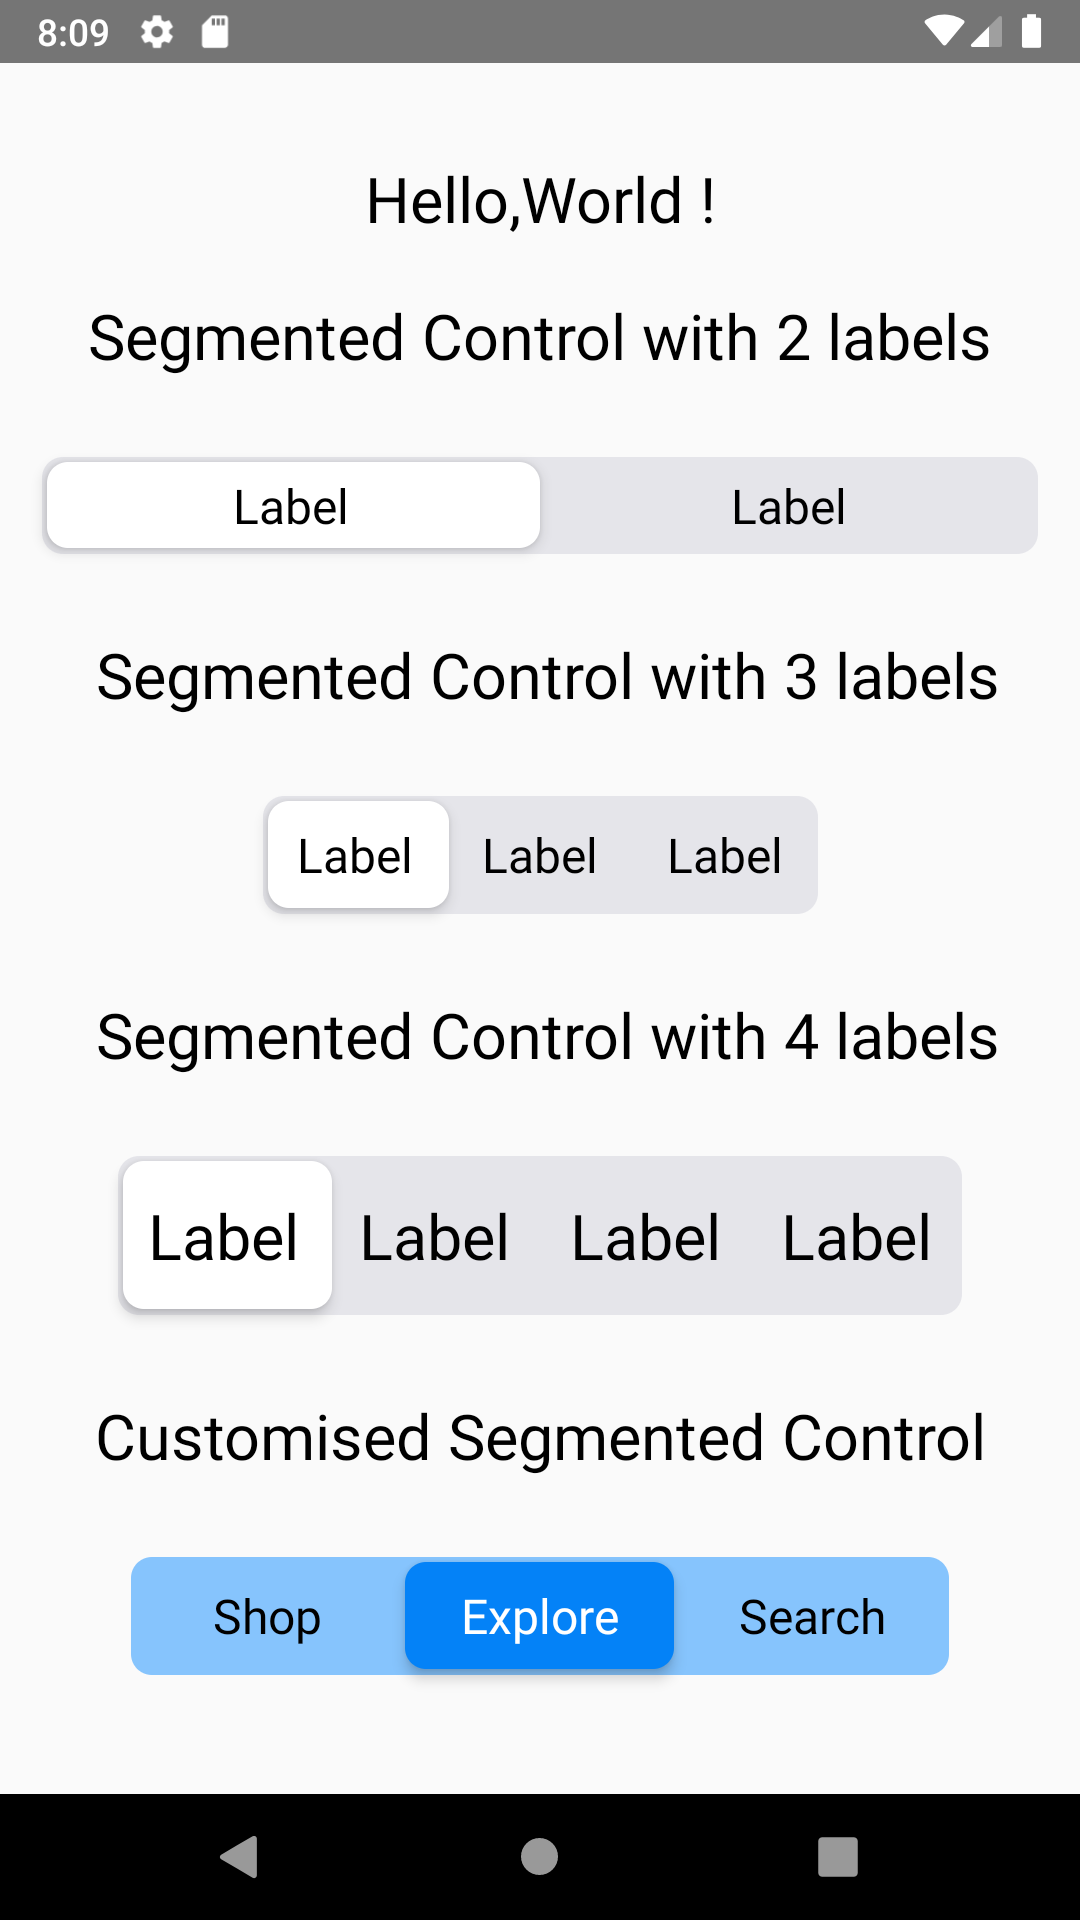 8:09
Hello,World !
Segmented Control with 2 labels
Label Label
Segmented Control with 3 labels
Label Label Label
Segmented Control with 4 labels
Label Label Label Label
Customised Segmented Control
Shop Explore Search